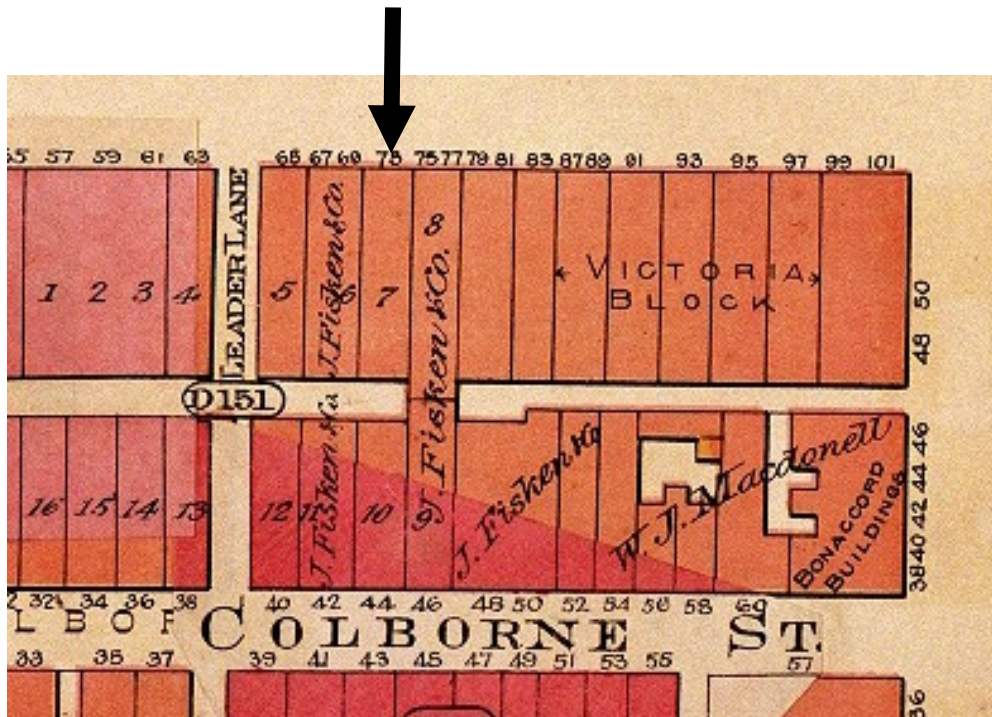 55 57 59 61 63 65 67 69 73 75 77 79 81 83 87 89 91 93 95 97 99 101
LEADER LANE
J. Fisken & Co.
8
VICTORIA
BLOCK
1 2 3 4 5 6 7
J. Fisken & Co.
50
48
D151
J. Fisken & Co
J. Fisken & Co
W. J. Macdonell
BONACCORD
BUILDINGS
46
44
42
40
38
16 15 14 13 12 11 10 9
32 34 36 38 40 42 44 46 48 50 52 54 56 58 60
LBOR
COLBORNE ST.
33 35 37 39 41 43 45 47 49 51 53 55 57
36